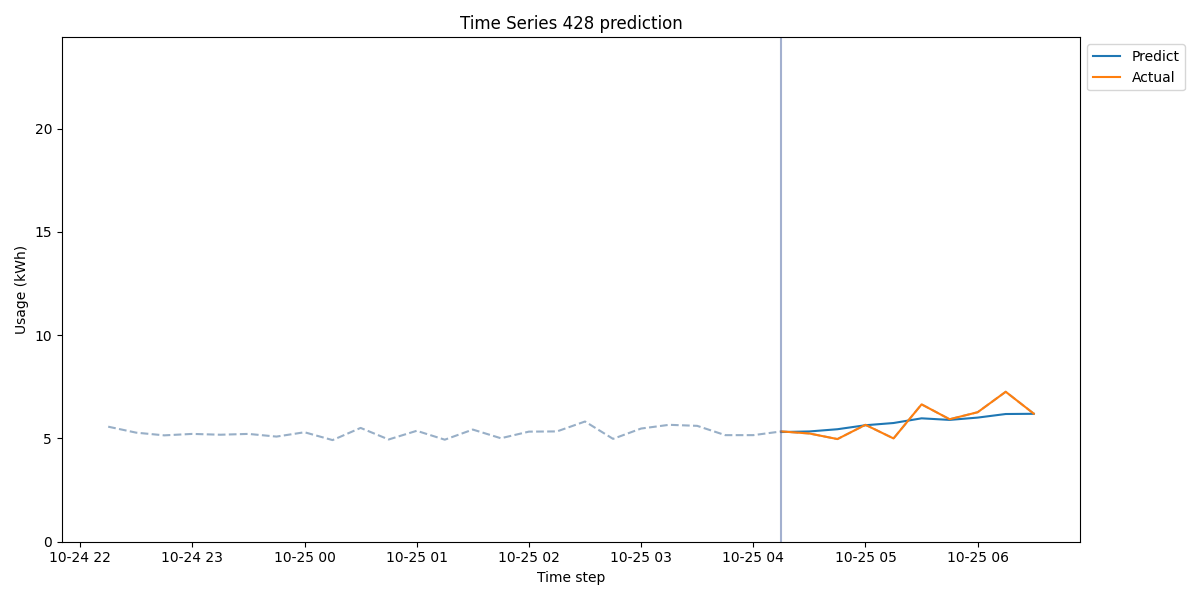 Time Series 428 prediction
Predict
Actual
Usage (kWh)
20
15
10
5
0
10-24 22
10-24 23
10-25 00
10-25 01
10-25 02
10-25 03
10-25 04
10-25 05
10-25 06
Time step